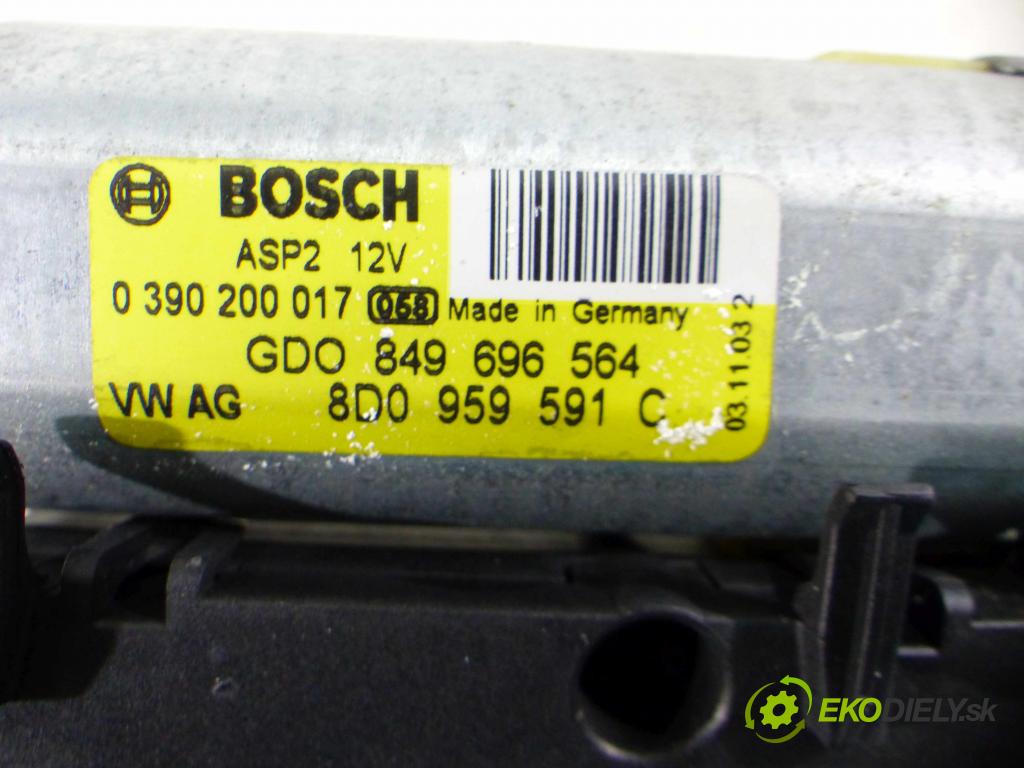 BOSCH
ASP2 12V
0 390 200 017 068 Made in Germany
GDO 849 696 564
VW AG 8D0 959 591 C
03.11.03 2
EKODIELY.sk